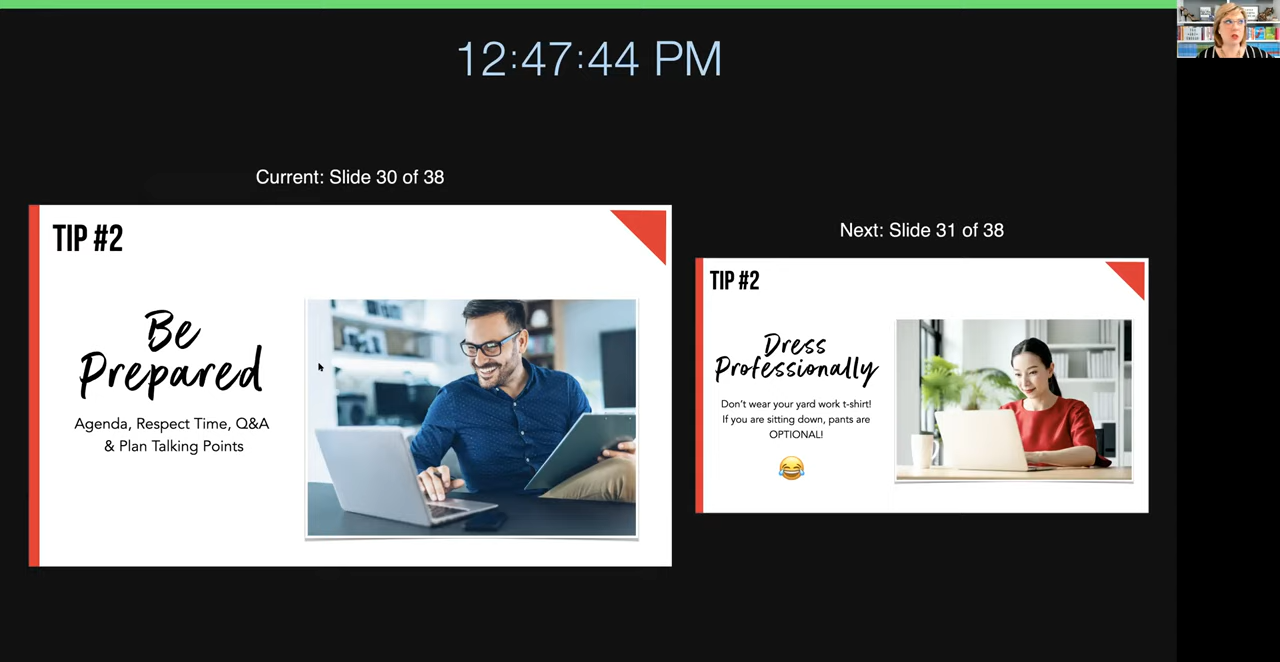 12:47:44 PM
Current: Slide 30 of 38
TIP #2
Be
Prepared
Agenda, Respect Time, Q&A
& Plan Talking Points
Next: Slide 31 of 38
TIP #2
Dress
Professionally
Don't wear your yard work t-shirt!
If you are sitting down, pants are
OPTIONAL!